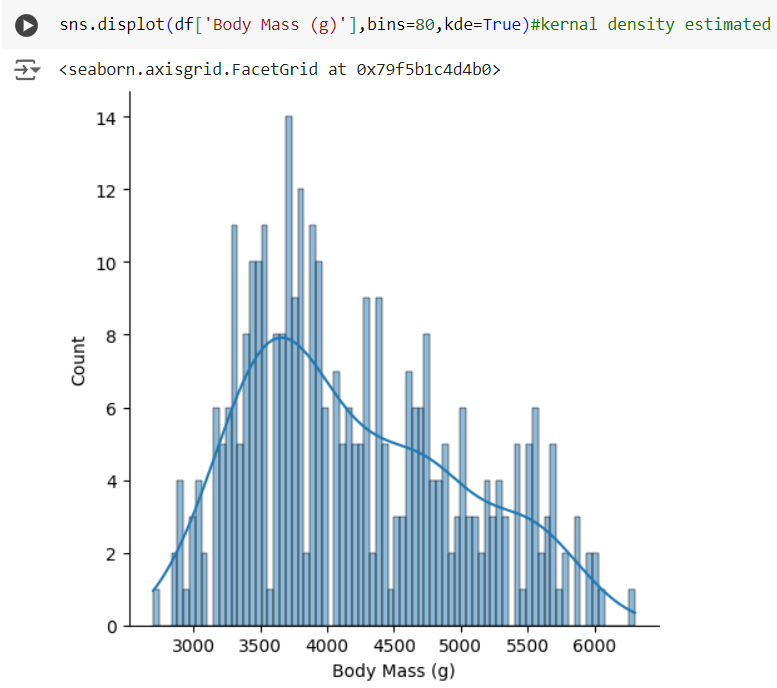 sns.displot(df['Body Mass (g)'],bins=80,kde=True)#kernal density estimated
<seaborn.axisgrid.FacetGrid at 0x79f5b1c4d4b0>
14
12
10
8
6
4
2
0
Count
3000 3500 4000 4500 5000 5500 6000
Body Mass (g)